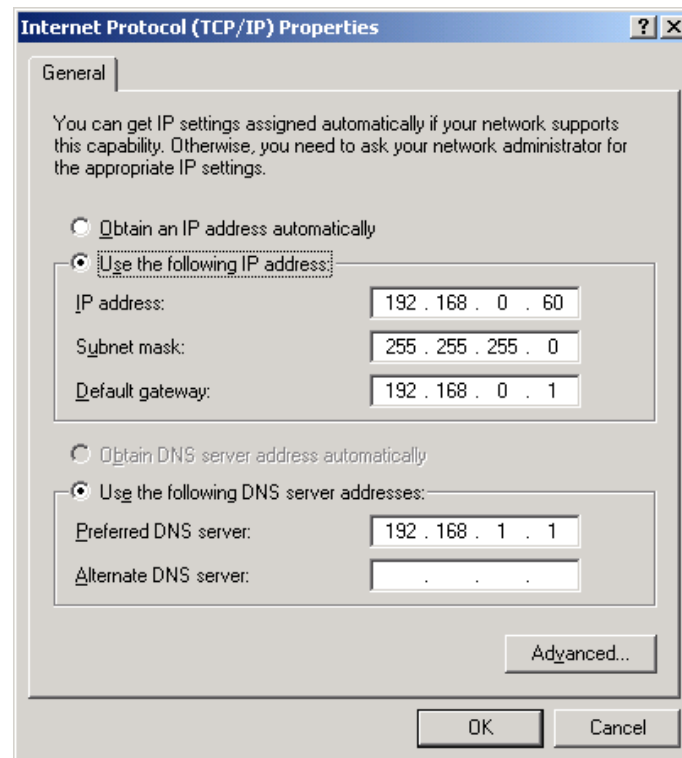 Internet Protocol (TCP/IP) Properties
? X
General
You can get IP settings assigned automatically if your network supports
this capability. Otherwise, you need to ask your network administrator for
the appropriate IP settings.
Obtain an IP address automatically
Use the following IP address:
IP address: 192 . 168 . 0 . 60
Subnet mask: 255 . 255 . 255 . 0
Default gateway: 192 . 168 . 0 . 1
Obtain DNS server address automatically
Use the following DNS server addresses:
Preferred DNS server: 192 . 168 . 1 . 1
Alternate DNS server: . . .
Advanced...
OK Cancel